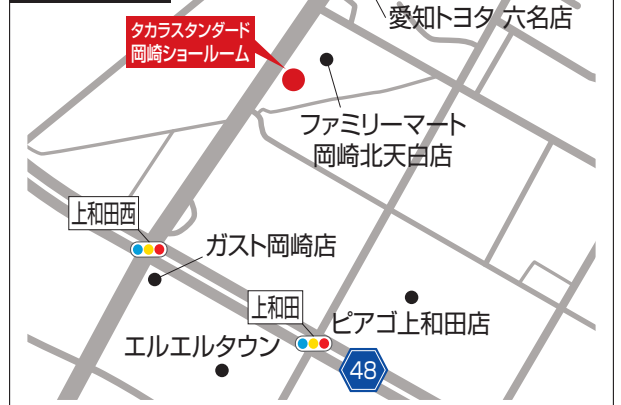 愛知トヨタ 六名店
タカラスタンダード
岡崎ショールーム
ファミリーマート
岡崎北天白店
上和田西
ガスト岡崎店
上和田
ピアゴ上和田店
エルエルタウン
48